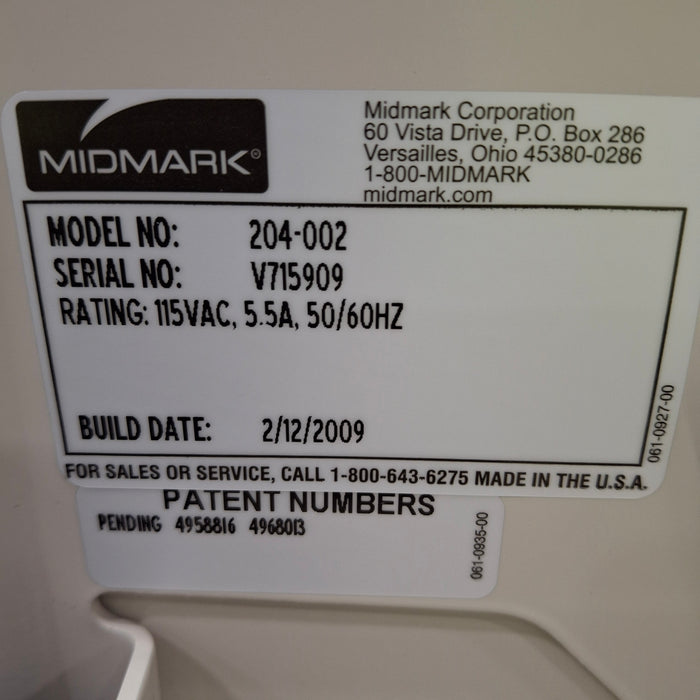 MIDMARK®
Midmark Corporation
60 Vista Drive, P.O. Box 286
Versailles, Ohio 45380-0286
1-800-MIDMARK
midmark.com
MODEL NO: 204-002
SERIAL NO: V715909
RATING: 115VAC, 5.5A, 50/60HZ
BUILD DATE: 2/12/2009
061-0927-00
FOR SALES OR SERVICE, CALL 1-800-643-6275 MADE IN THE U.S.A.
PATENT NUMBERS
PENDING 4958816 4968013
061-0935-00